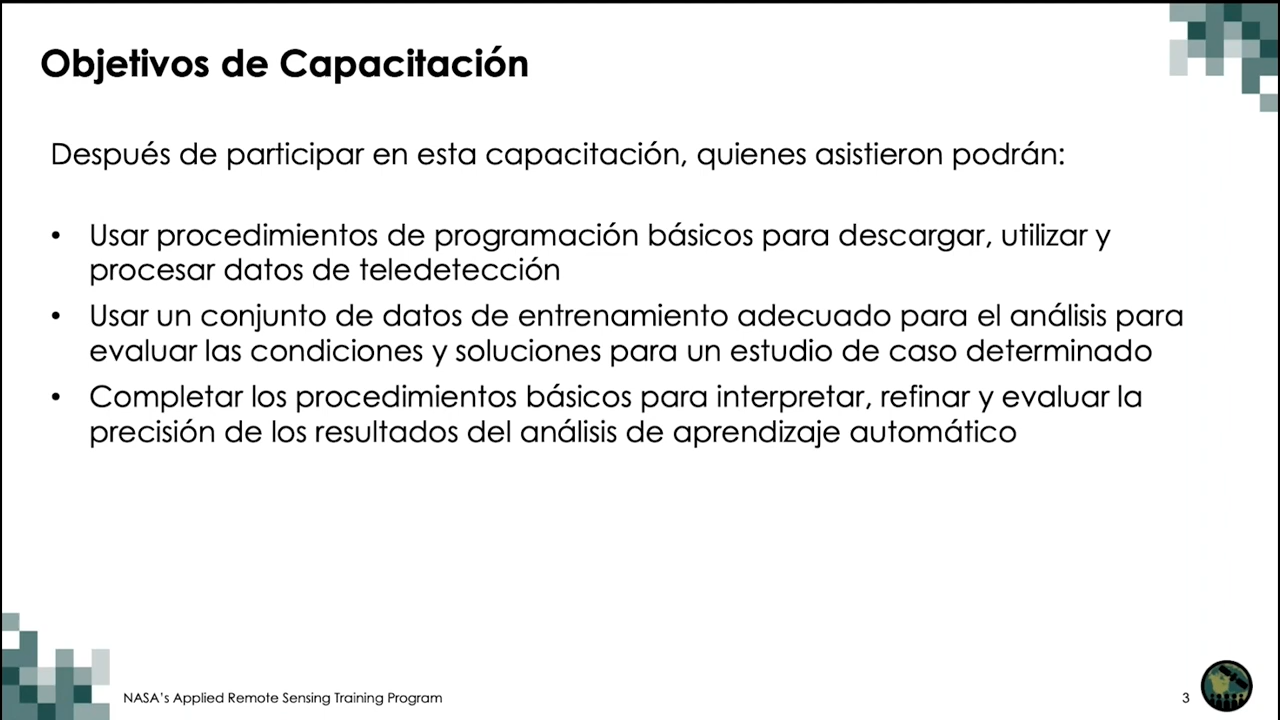 Objetivos de Capacitación
Después de participar en esta capacitación, quienes asistieron podrán:
• Usar procedimientos de programación básicos para descargar, utilizar y
procesar datos de teledetección
• Usar un conjunto de datos de entrenamiento adecuado para el análisis para
evaluar las condiciones y soluciones para un estudio de caso determinado
• Completar los procedimientos básicos para interpretar, refinar y evaluar la
precisión de los resultados del análisis de aprendizaje automático
NASA's Applied Remote Sensing Training Program
3